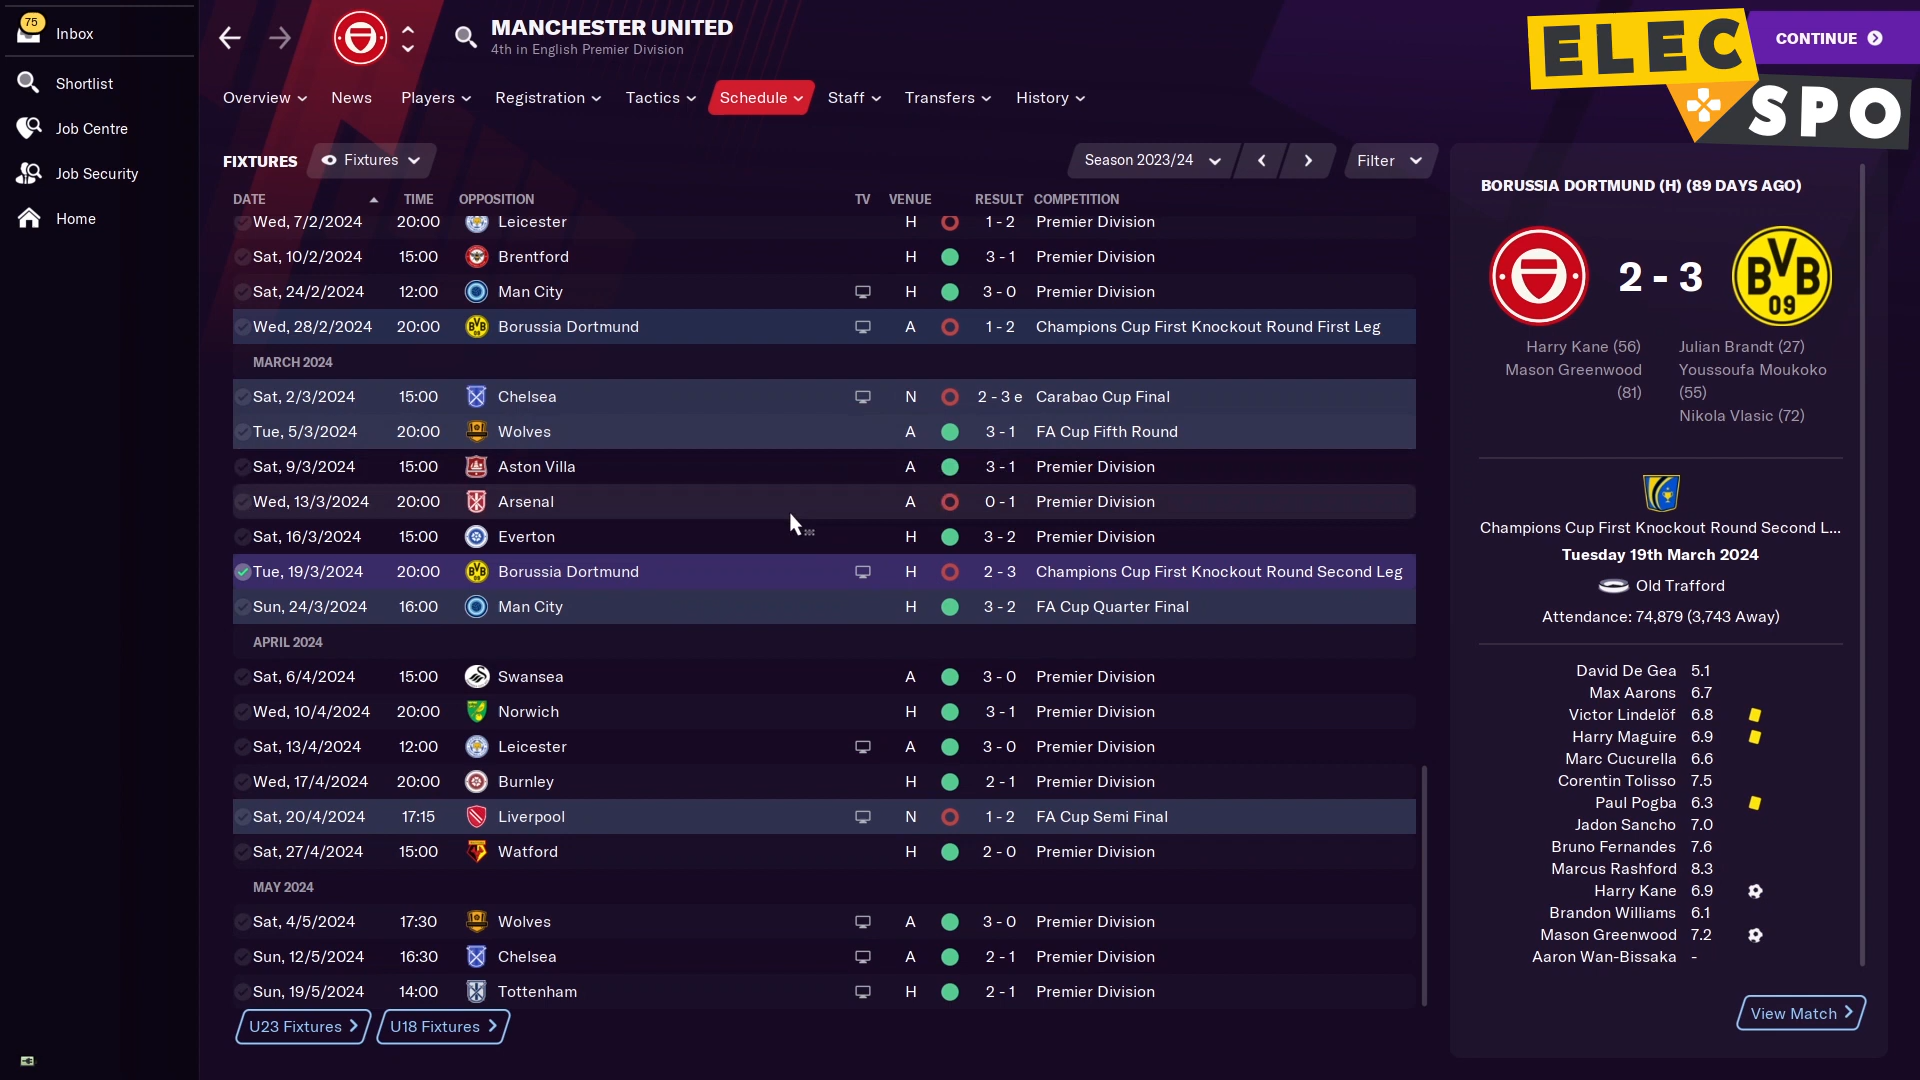 75
Inbox
Shortlist
Job Centre
Job Security
Home
MANCHESTER UNITED
4th in English Premier Division
CONTINUE
ELEC
SPO
Overview News Players Registration Tactics Schedule Staff Transfers History
FIXTURES Fixtures Season 2023/24 Filter
DATE TIME OPPOSITION TV VENUE RESULT COMPETITION
Wed, 7/2/2024 20:00 Leicester H 1 - 2 Premier Division
Sat, 10/2/2024 15:00 Brentford H 3 - 1 Premier Division
Sat, 24/2/2024 12:00 Man City H 3 - 0 Premier Division
Wed, 28/2/2024 20:00 Borussia Dortmund A 1 - 2 Champions Cup First Knockout Round First Leg
MARCH 2024
Sat, 2/3/2024 15:00 Chelsea N 2 - 3 e Carabao Cup Final
Tue, 5/3/2024 20:00 Wolves A 3 - 1 FA Cup Fifth Round
Sat, 9/3/2024 15:00 Aston Villa A 3 - 1 Premier Division
Wed, 13/3/2024 20:00 Arsenal A 0 - 1 Premier Division
Sat, 16/3/2024 15:00 Everton H 3 - 2 Premier Division
Tue, 19/3/2024 20:00 Borussia Dortmund H 2 - 3 Champions Cup First Knockout Round Second Leg
Sun, 24/3/2024 16:00 Man City H 3 - 2 FA Cup Quarter Final
APRIL 2024
Sat, 6/4/2024 15:00 Swansea A 3 - 0 Premier Division
Wed, 10/4/2024 20:00 Norwich H 3 - 1 Premier Division
Sat, 13/4/2024 12:00 Leicester A 3 - 0 Premier Division
Wed, 17/4/2024 20:00 Burnley H 2 - 1 Premier Division
Sat, 20/4/2024 17:15 Liverpool N 1 - 2 FA Cup Semi Final
Sat, 27/4/2024 15:00 Watford H 2 - 0 Premier Division
MAY 2024
Sat, 4/5/2024 17:30 Wolves A 3 - 0 Premier Division
Sun, 12/5/2024 16:30 Chelsea A 2 - 1 Premier Division
Sun, 19/5/2024 14:00 Tottenham H 2 - 1 Premier Division
U23 Fixtures U18 Fixtures
BORUSSIA DORTMUND (H) (89 DAYS AGO)
2 - 3
BVB
09
Harry Kane (56)
Mason Greenwood
(81)
Julian Brandt (27)
Youssoufa Moukoko
(55)
Nikola Vlasic (72)
Champions Cup First Knockout Round Second L...
Tuesday 19th March 2024
Old Trafford
Attendance: 74,879 (3,743 Away)
David De Gea 5.1
Max Aarons 6.7
Victor Lindelöf 6.8
Harry Maguire 6.9
Marc Cucurella 6.6
Corentin Tolisso 7.5
Paul Pogba 6.3
Jadon Sancho 7.0
Bruno Fernandes 7.6
Marcus Rashford 8.3
Harry Kane 6.9
Brandon Williams 6.1
Mason Greenwood 7.2
Aaron Wan-Bissaka -
View Match